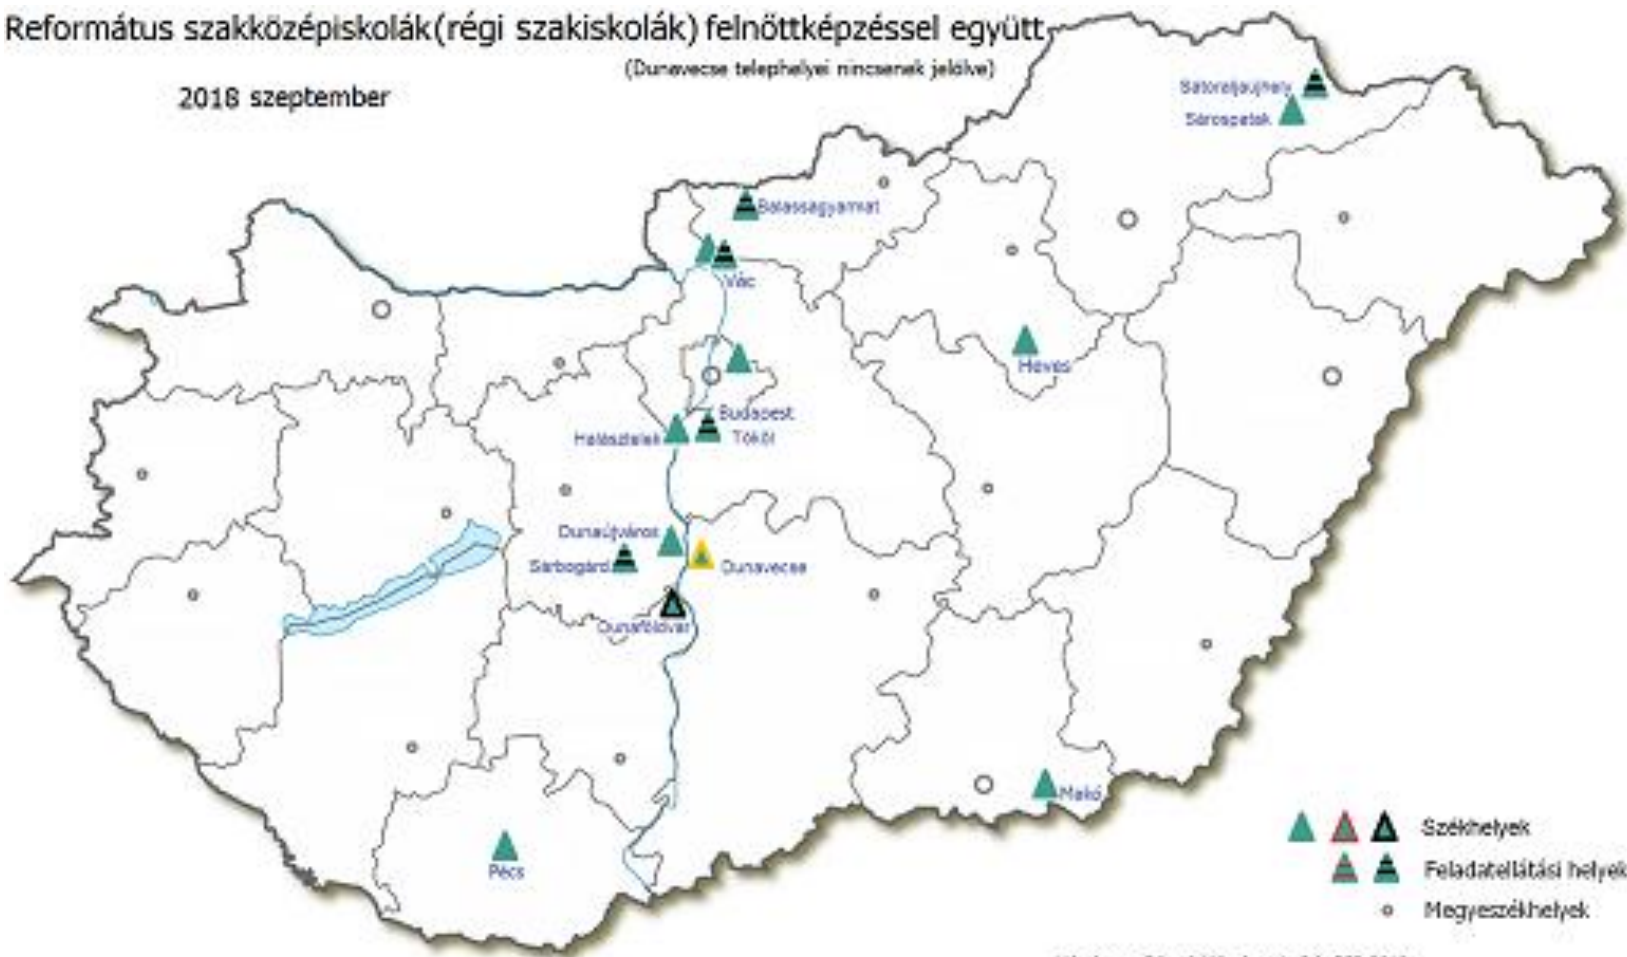 Református szakközépiskolák(régi szakiskolák) felnőttképzéssel együtt
(Dunavecse telephelyei nincsenek jelölve)
2018 szeptember
Sátoraljaújhely
Sárospatak
Balassagyarmat
Vác
Heves
Budapest
Halásztelek
Tököl
Dunaújváros
Sárbogárd
Dunavecse
Dunaföldvár
Makó
Pécs
Székhelyek
Feladatellátási helyek
Megyeszékhelyek